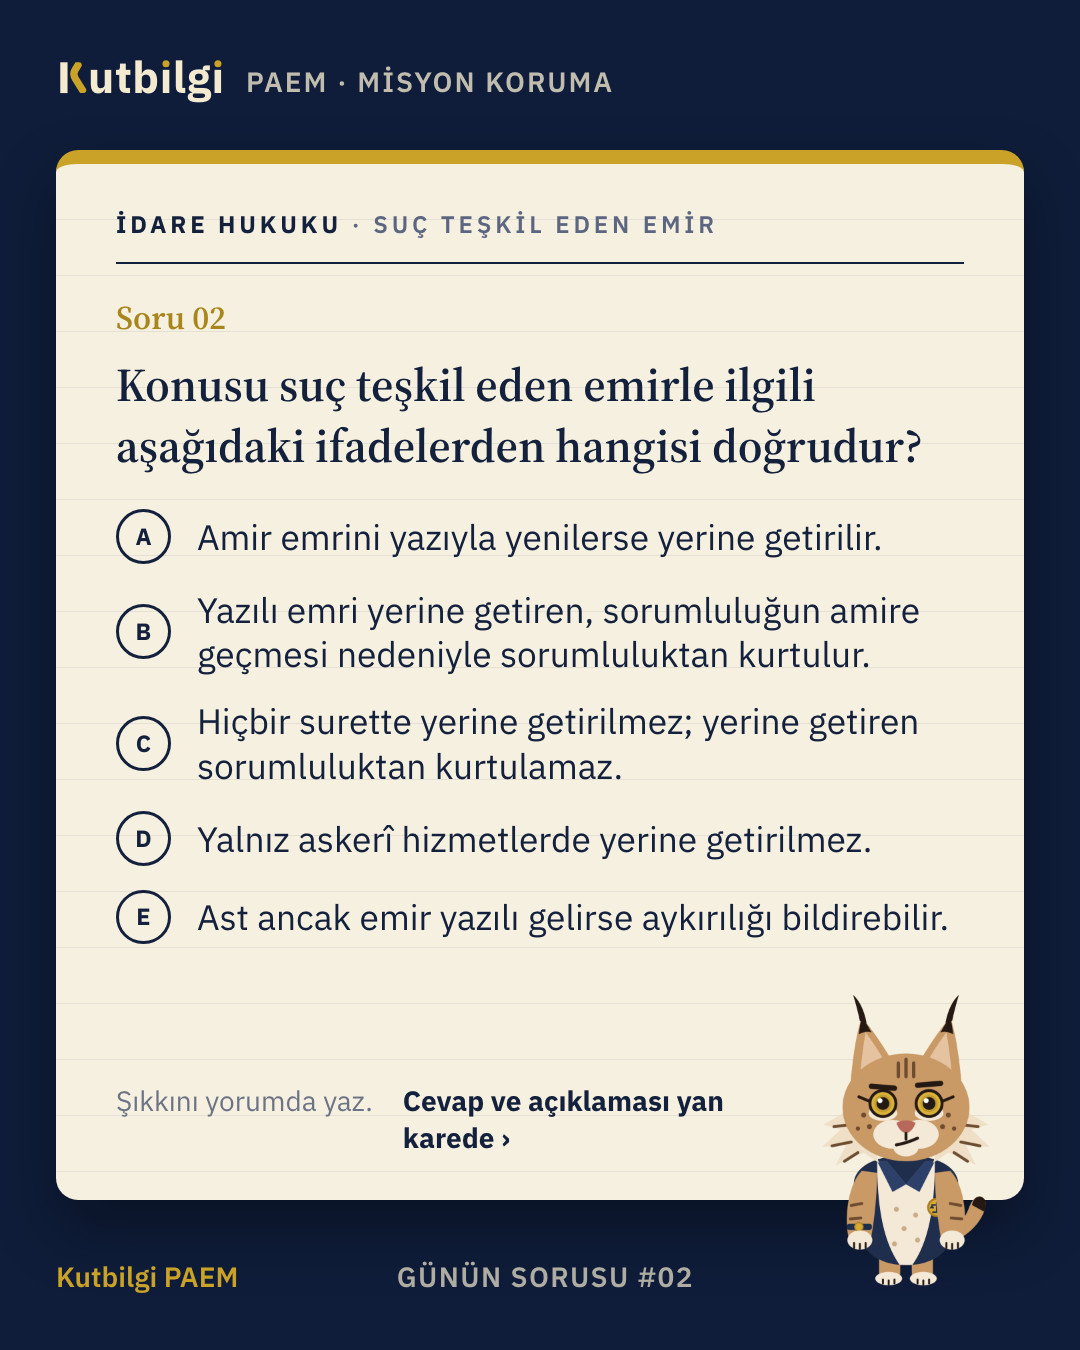 Kutbilgi PAEM · MİSYON KORUMA
İDARE HUKUKU · SUÇ TEŞKİL EDEN EMİR
Soru 02
Konusu suç teşkil eden emirle ilgili
aşağıdaki ifadelerden hangisi doğrudur?
A Amir emrini yazıyla yenilerse yerine getirilir.
B Yazılı emri yerine getiren, sorumluluğun amire
geçmesi nedeniyle sorumluluktan kurtulur.
C Hiçbir surette yerine getirilmez; yerine getiren
sorumluluktan kurtulamaz.
D Yalnız askerî hizmetlerde yerine getirilmez.
E Ast ancak emir yazılı gelirse aykırılığı bildirebilir.
Şıkkını yorumda yaz. Cevap ve açıklaması yan
karede ›
Kutbilgi PAEM GÜNÜN SORUSU #02